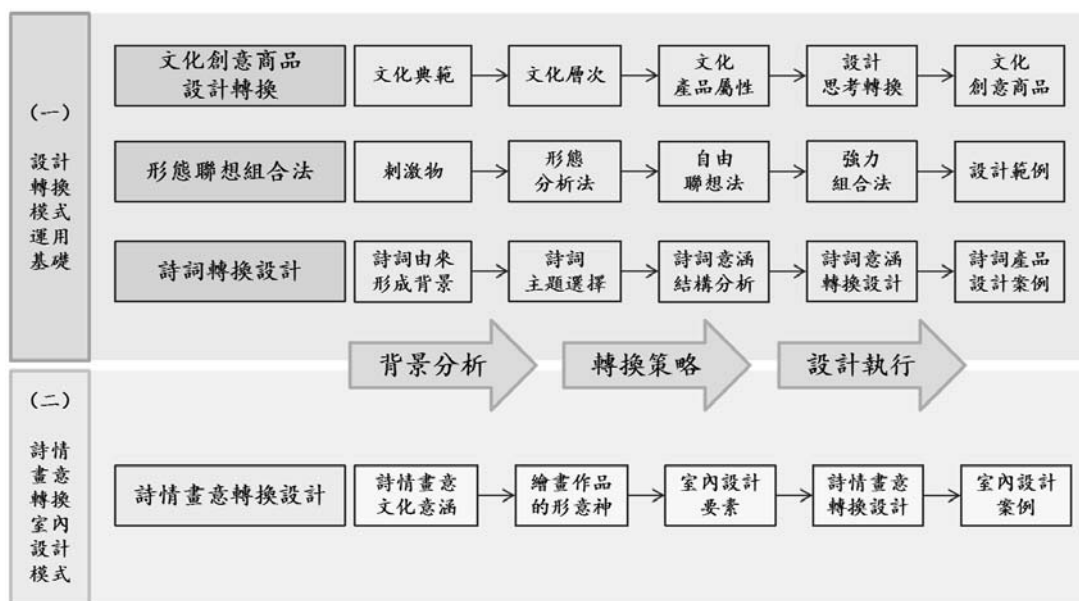 （一）
設計
轉換
模式
運用
基礎
文化創意商品
設計轉換
文化典範
文化層次
文化
產品屬性
設計
思考轉換
文化
創意商品
形態聯想組合法
刺激物
形態
分析法
自由
聯想法
強力
組合法
設計範例
詩詞轉換設計
詩詞由來
形成背景
詩詞
主題選擇
詩詞意涵
結構分析
詩詞意涵
轉換設計
詩詞產品
設計案例
背景分析
轉換策略
設計執行
（二）
詩情
畫意
轉換
室內
設計
模式
詩情畫意轉換設計
詩情畫意
文化意涵
繪畫作品
的形意神
室內設計
要素
詩情畫意
轉換設計
室內設計
案例